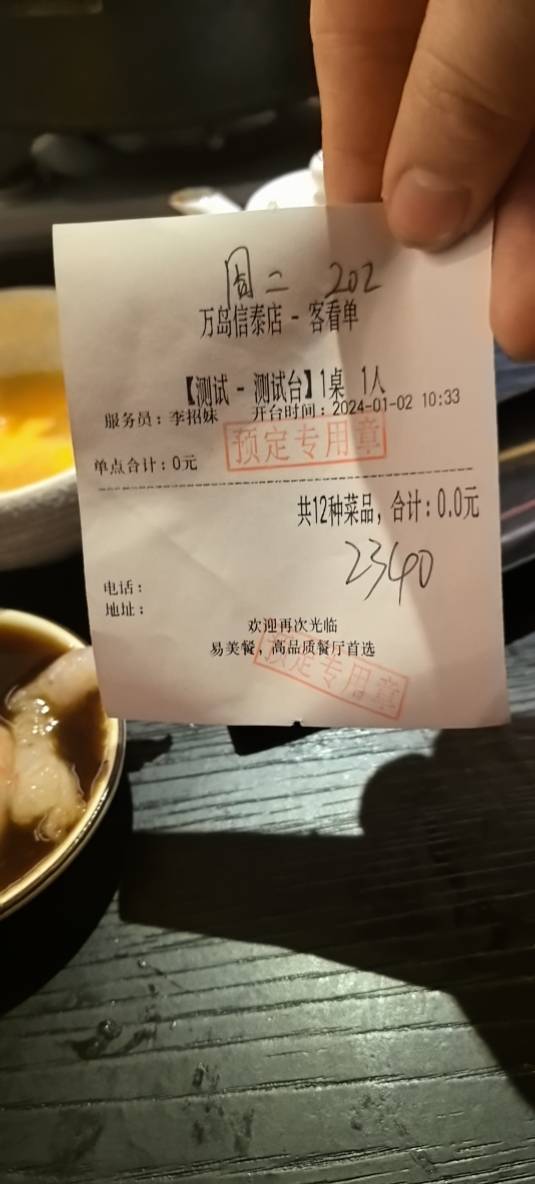 周二 202
万岛信泰店 - 客看单
【测试 - 测试台】1桌 1人
服务员：李招妹 开台时间：2024-01-02 10:33
预定专用章
单点合计：0元
共12种菜品，合计：0.0元
2340
电话：
地址：
欢迎再次光临
易美餐，高品质餐厅首选
预定专用章